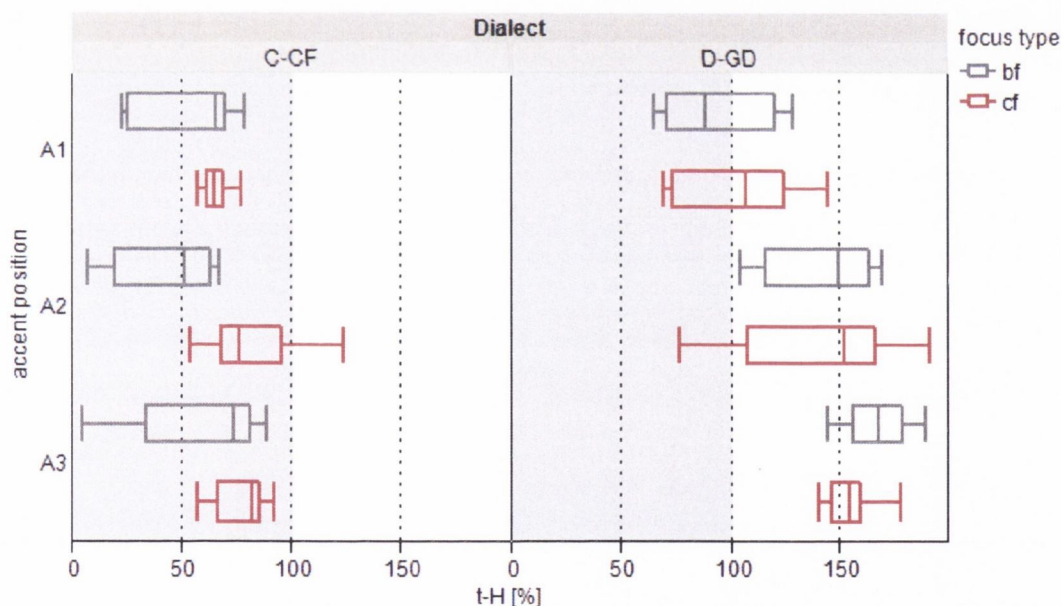 Dialect
C-CF D-GD
focus type
bf
cf
A1
A2
A3
accent position
0 50 100 150 0 50 100 150
t-H [%]